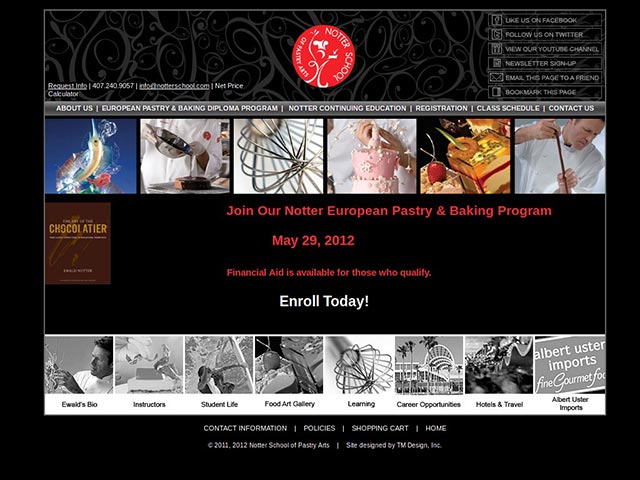 LIKE US ON FACEBOOK
FOLLOW US ON TWITTER
VIEW OUR YOUTUBE CHANNEL
NEWSLETTER SIGN-UP
EMAIL THIS PAGE TO A FRIEND
BOOKMARK THIS PAGE
NOTTER SCHOOL
OF PASTRY ARTS
Request Info | 407.240.9057 | info@notterschool.com | Net Price
Calculator
ABOUT US | EUROPEAN PASTRY & BAKING DIPLOMA PROGRAM | NOTTER CONTINUING EDUCATION | REGISTRATION | CLASS SCHEDULE | CONTACT US
THE ART OF THE
CHOCOLATIER
EWALD NOTTER
Join Our Notter European Pastry & Baking Program
May 29, 2012
Financial Aid is available for those who qualify.
Enroll Today!
albert uster
imports
fine Gourmet foo
Ewald's Bio
Instructors
Student Life
Food Art Gallery
Learning
Career Opportunities
Hotels & Travel
Albert Uster
Imports
CONTACT INFORMATION | POLICIES | SHOPPING CART | HOME
© 2011, 2012 Notter School of Pastry Arts | Site designed by TM Design, Inc.